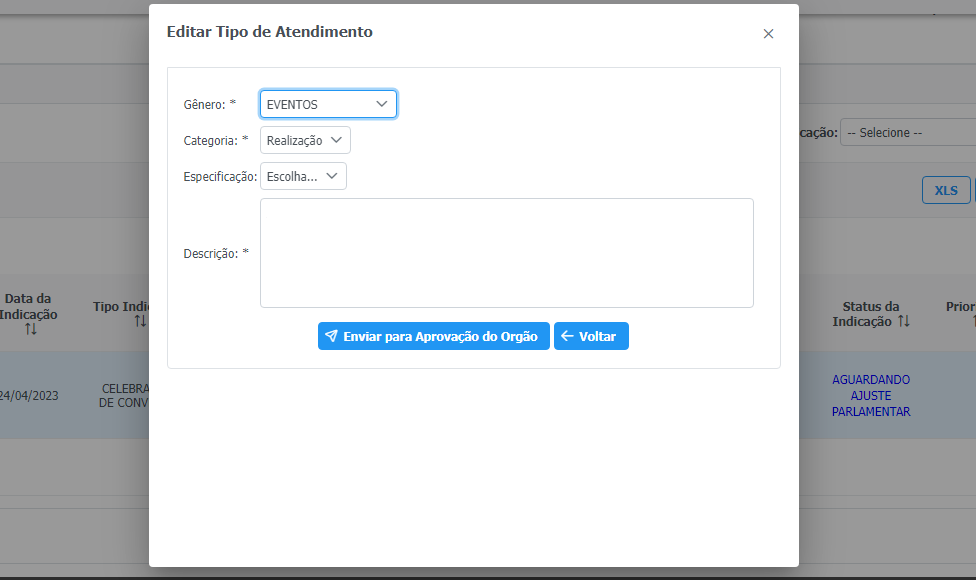 Editar Tipo de Atendimento
Gênero: * EVENTOS
Categoria: * Realização
Especificação: Escolha...
Descrição: *
Enviar para Aprovação do Orgão Voltar
cação: -- Selecione --
XLS
Data da
Indicação
Tipo Indi
Status da
Indicação
Prior
24/04/2023
CELEBRA
DE CONV
AGUARDANDO
AJUSTE
PARLAMENTAR